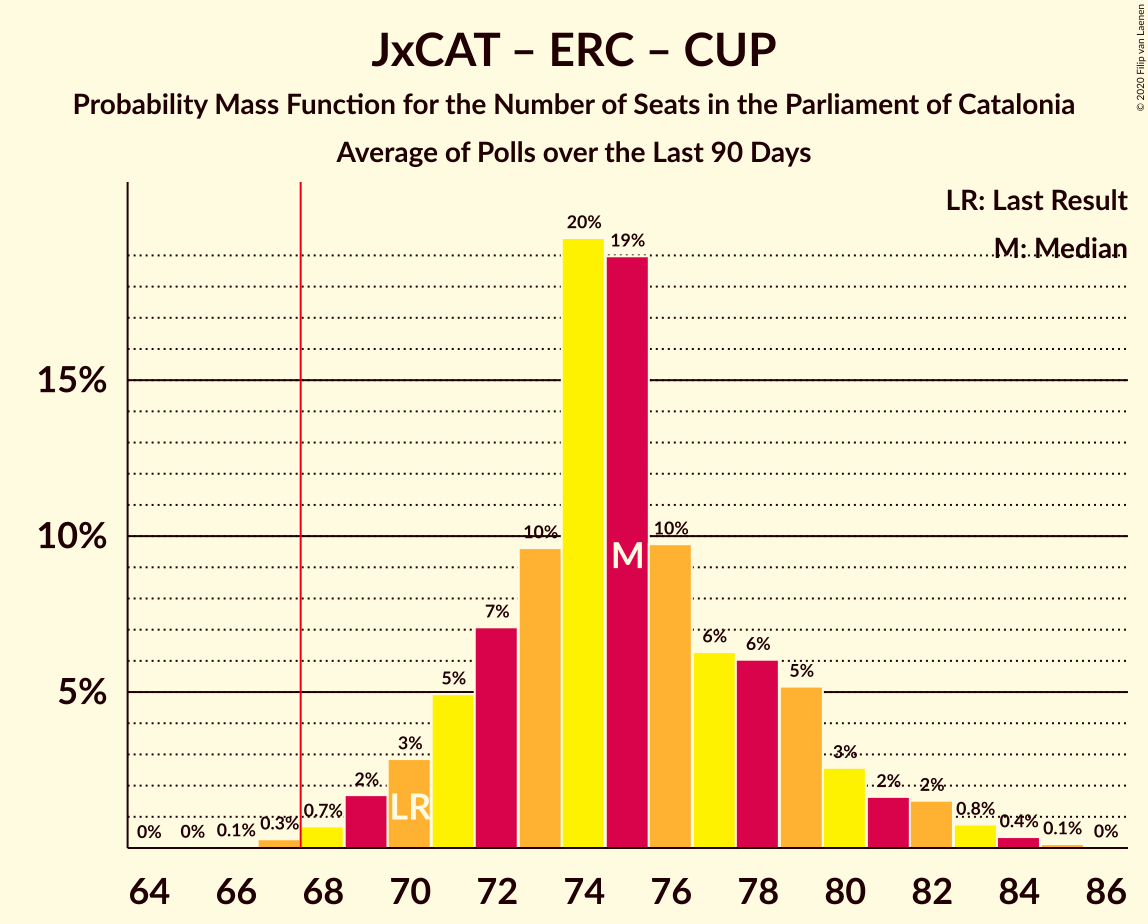 JxCAT – ERC – CUP
Probability Mass Function for the Number of Seats in the Parliament of Catalonia
Average of Polls over the Last 90 Days
© 2020 Filip van Laenen
LR: Last Result
M: Median
15%
10%
5%
0%
0%
0.1%
0.3%
0.7%
2%
3%
5%
7%
10%
20%
19%
10%
6%
6%
5%
3%
2%
2%
0.8%
0.4%
0.1%
0%
LR
M
64 66 68 70 72 74 76 78 80 82 84 86